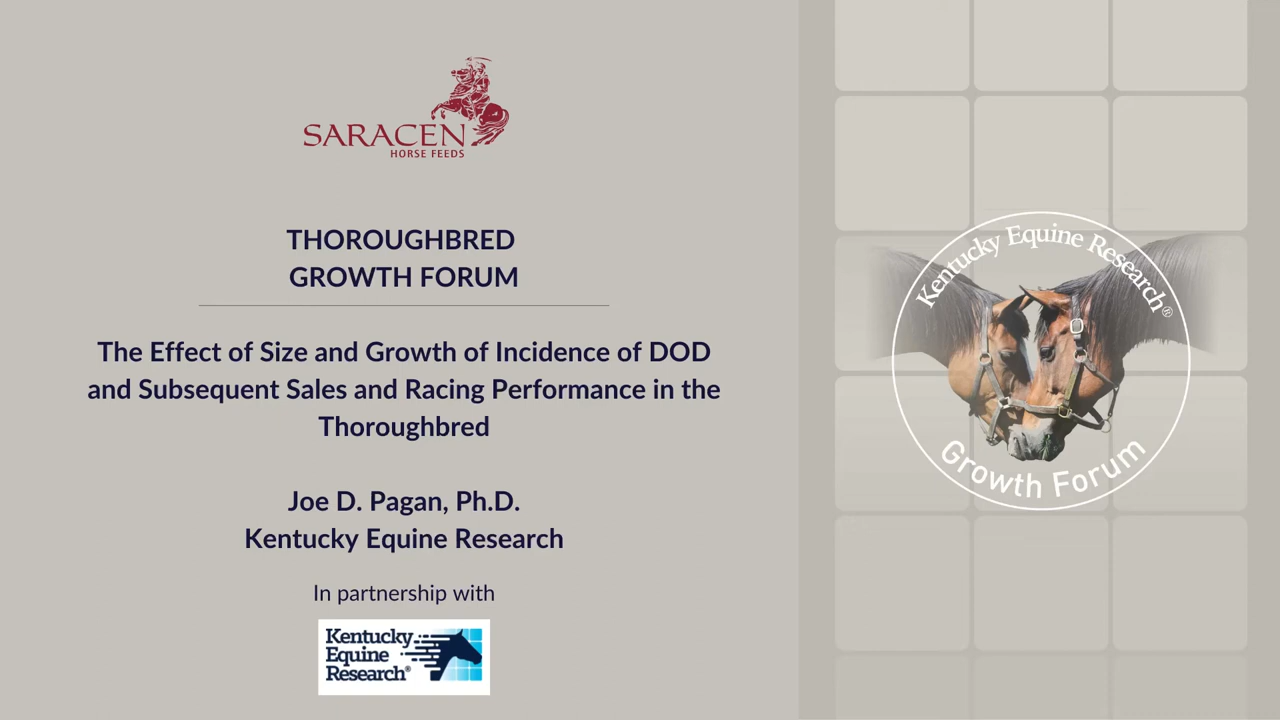 SARACEN
HORSE FEEDS
THOROUGHBRED
GROWTH FORUM
The Effect of Size and Growth of Incidence of DOD
and Subsequent Sales and Racing Performance in the
Thoroughbred
Joe D. Pagan, Ph.D.
Kentucky Equine Research
In partnership with
Kentucky
Equine
Research®
Kentucky Equine Research®
Growth Forum